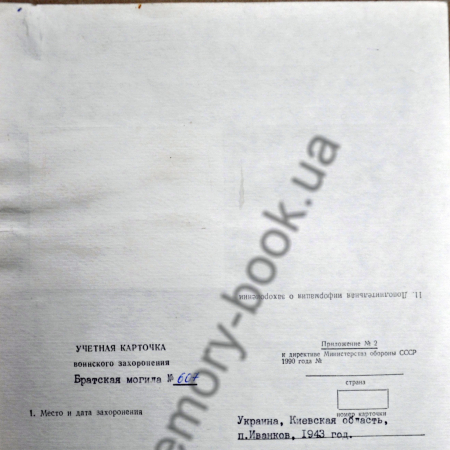 11. Дополнительная информация о захоронении
УЧЕТНАЯ КАРТОЧКА
воинского захоронения
Братская могила № 607
Приложение № 2
к директиве Министерства обороны СССР
1990 года №
страна
номер карточки
1. Место и дата захоронения
Украина, Киевская область,
п.Иванков, 1943 год.
memory-book.ua